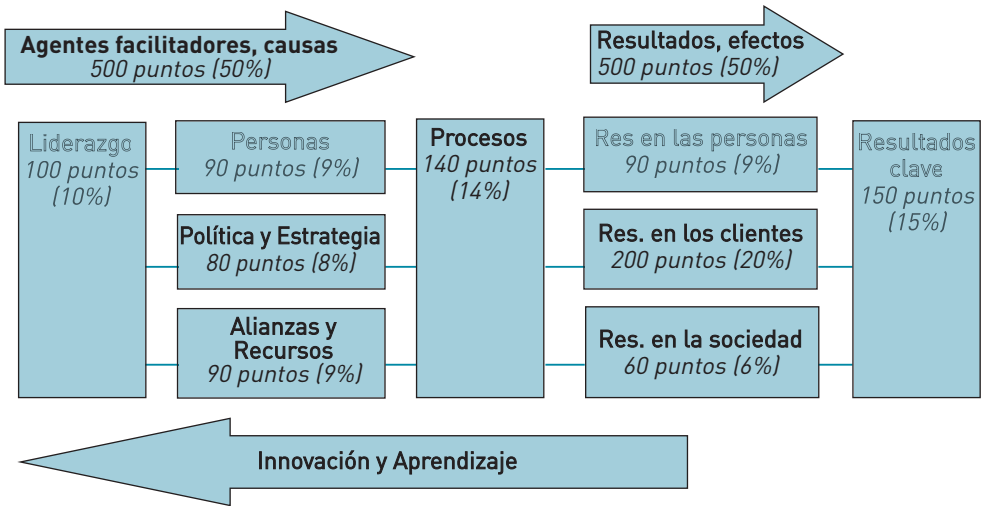 Agentes facilitadores, causas
500 puntos (50%)
Resultados, efectos
500 puntos (50%)
Liderazgo
100 puntos
(10%)
Personas
90 puntos (9%)
Política y Estrategia
80 puntos (8%)
Alianzas y
Recursos
90 puntos (9%)
Procesos
140 puntos
(14%)
Res en las personas
90 puntos (9%)
Res. en los clientes
200 puntos (20%)
Res. en la sociedad
60 puntos (6%)
Resultados
clave
150 puntos
(15%)
Innovación y Aprendizaje